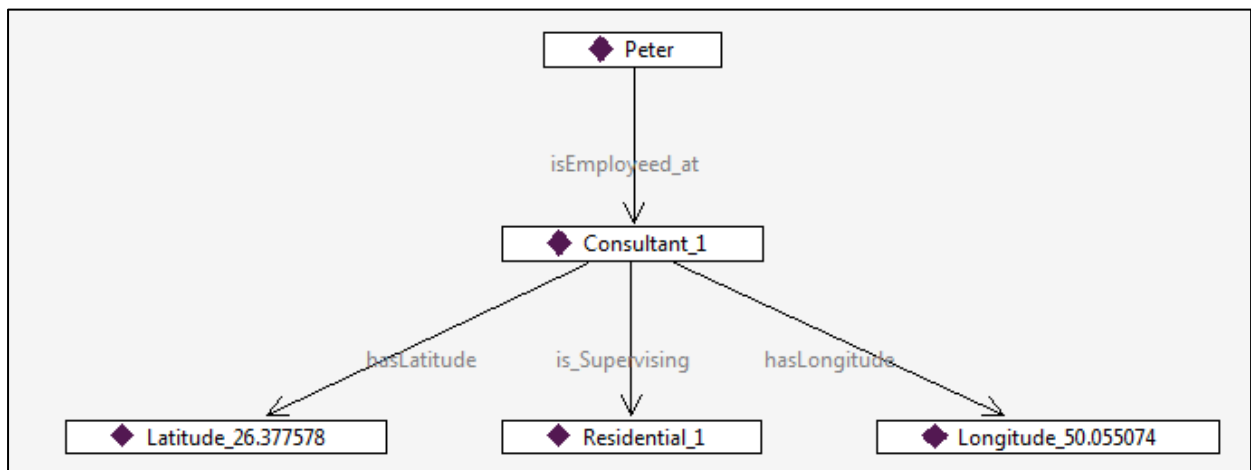 Peter
isEmployeed_at
Consultant_1
hasLatitude is_Supervising hasLongitude
Latitude_26.377578 Residential_1 Longitude_50.055074